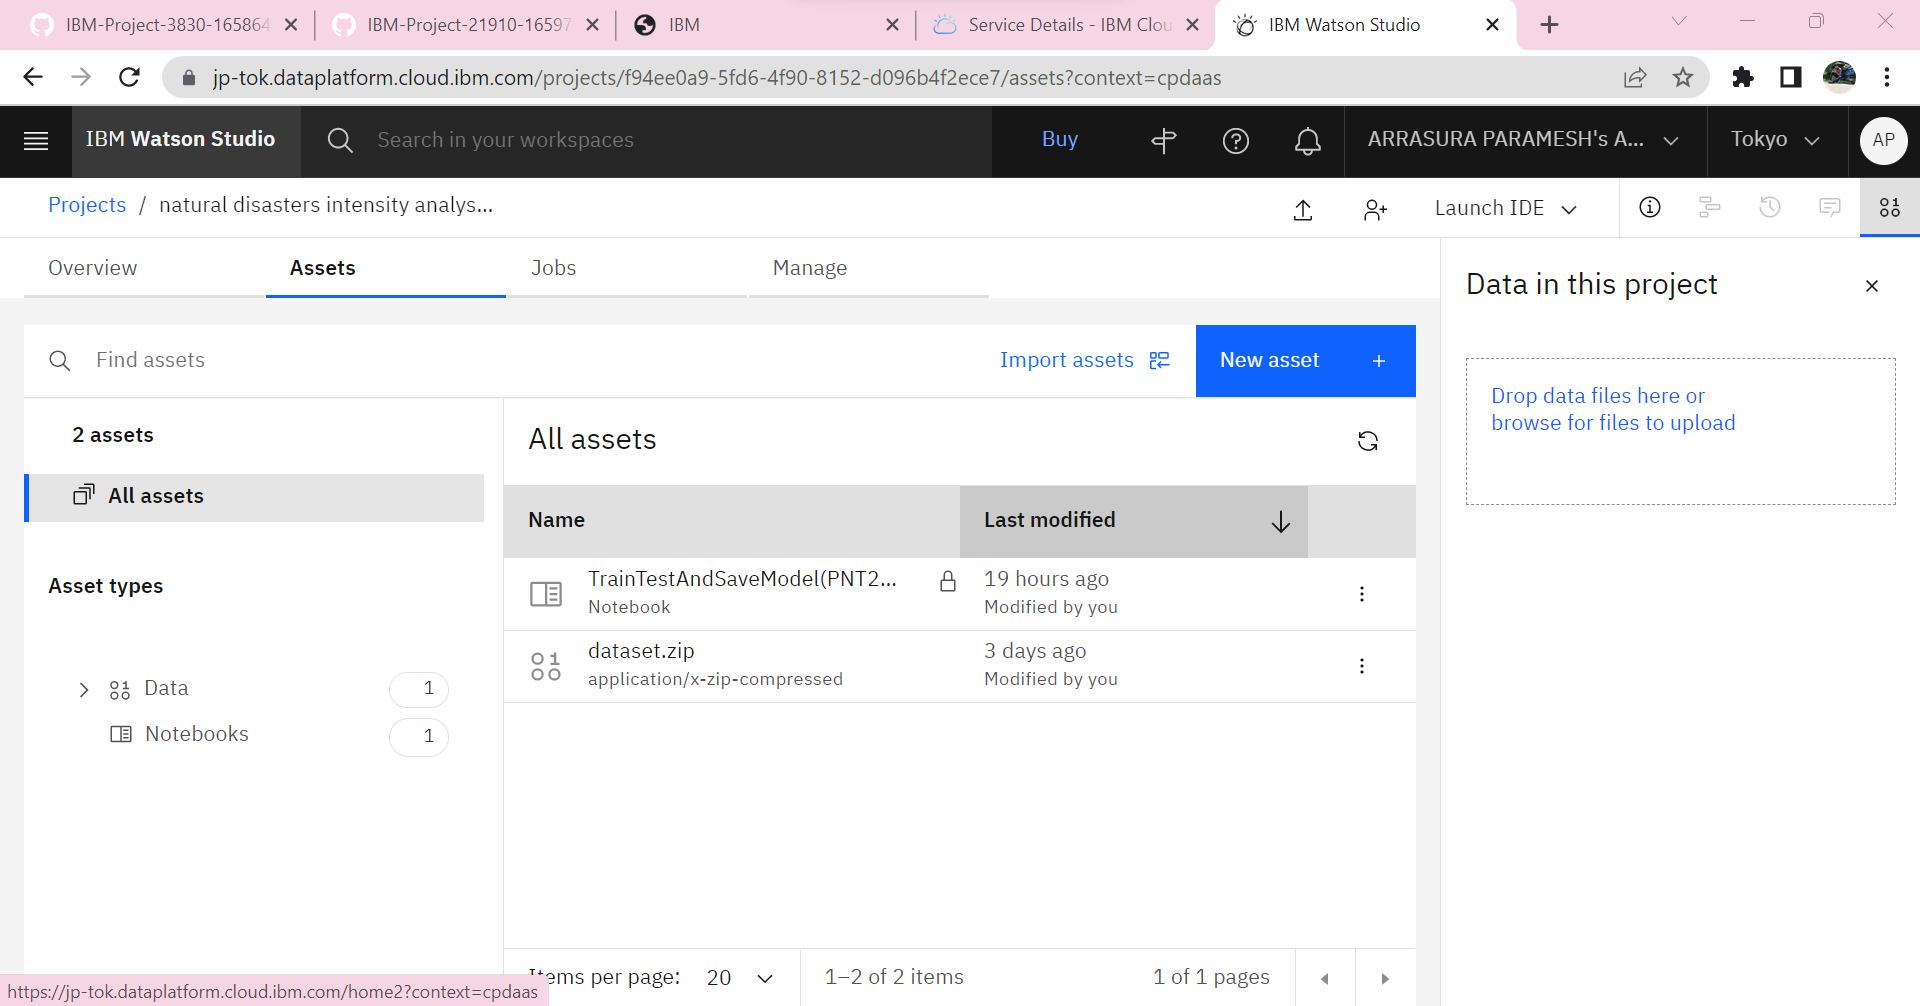 IBM-Project-3830-165864
IBM-Project-21910-16597
IBM
Service Details - IBM Clou
IBM Watson Studio
jp-tok.dataplatform.cloud.ibm.com/projects/f94ee0a9-5fd6-4f90-8152-d096b4f2ece7/assets?context=cpdaas
IBM Watson Studio
Search in your workspaces
Buy
ARRASURA PARAMESH's A...
Tokyo
AP
Projects / natural disasters intensity analys...
Launch IDE
Overview
Assets
Jobs
Manage
Data in this project
Find assets
Import assets
New asset +
Drop data files here or
browse for files to upload
2 assets
All assets
All assets
Name
Last modified
Asset types
TrainTestAndSaveModel(PNT2...
Notebook
19 hours ago
Modified by you
dataset.zip
application/x-zip-compressed
3 days ago
Modified by you
Data 1
Notebooks 1
Items per page: 20
1–2 of 2 items
1 of 1 pages
https://jp-tok.dataplatform.cloud.ibm.com/home2?context=cpdaas